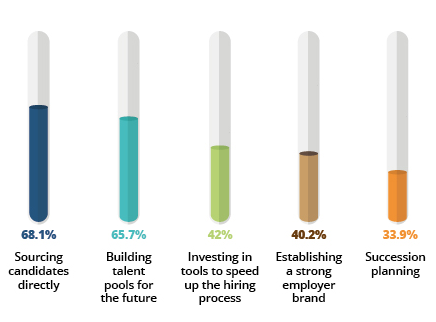 68.1%
Sourcing
candidates
directly
65.7%
Building
talent
pools for
the future
42%
Investing in
tools to speed
up the hiring
process
40.2%
Establishing
a strong
employer
brand
33.9%
Succession
planning